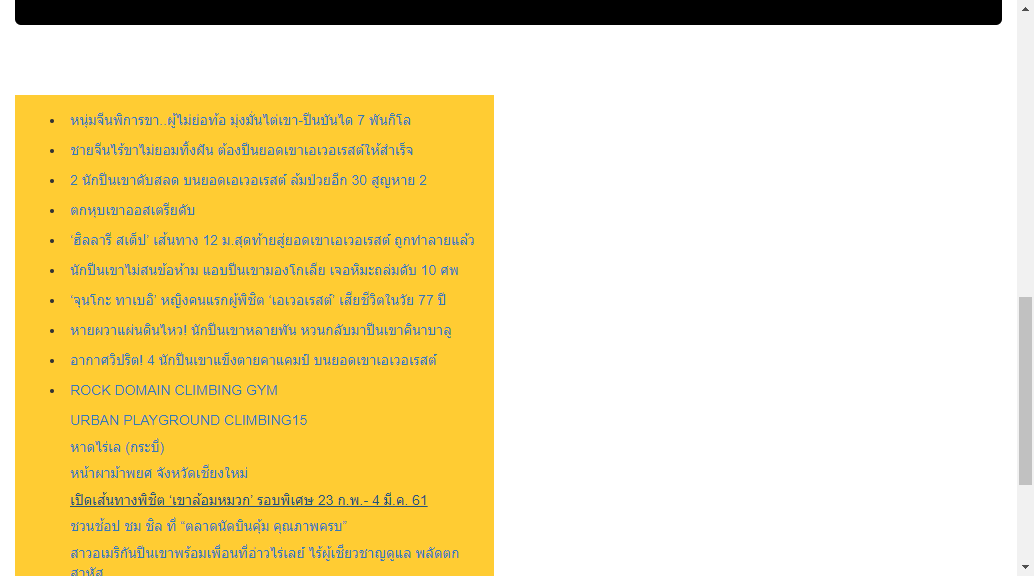 หนุ่มจีนพิการขา..ผู้ไม่ย่อท้อ มุ่งมั่นไต่เขา-ปีนบันได 7 พันกิโล
ชายจีนไร้ขาไม่ยอมทิ้งฝัน ต้องปีนยอดเขาเอเวอเรสต์ให้สำเร็จ
2 นักปีนเขาดับสลด บนยอดเอเวอเรสต์ ล้มป่วยอีก 30 สูญหาย 2
ตกหุบเขาออสเตรียดับ
‘ฮิลลารี สเต็ป’ เส้นทาง 12 ม.สุดท้ายสู่ยอดเขาเอเวอเรสต์ ถูกทำลายแล้ว
นักปีนเขาไม่สนข้อห้าม แอบปีนเขามองโกเลีย เจอหิมะถล่มดับ 10 ศพ
‘จุนโกะ ทาเบอิ’ หญิงคนแรกผู้พิชิต ‘เอเวอเรสต์’ เสียชีวิตในวัย 77 ปี
หายผวาแผ่นดินไหว! นักปีนเขาหลายพัน หวนกลับมาปีนเขาคินาบาลู
อากาศวิปริต! 4 นักปีนเขาแข็งตายคาแคมป์ บนยอดเขาเอเวอเรสต์
ROCK DOMAIN CLIMBING GYM
URBAN PLAYGROUND CLIMBING15
หาดไร่เล (กระบี่)
หน้าผาม้าพยศ จังหวัดเชียงใหม่
เปิดเส้นทางพิชิต ‘เขาล้อมหมวก’ รอบพิเศษ 23 ก.พ.- 4 มี.ค. 61
ชวนช้อป ชม ชิล ที่ “ตลาดนัดบินคุ้ม คุณภาพครบ”
สาวอเมริกันปีนเขาพร้อมเพื่อนที่อ่าวไร่เลย์ ไร้ผู้เชี่ยวชาญดูแล พลัดตก
สาหัส